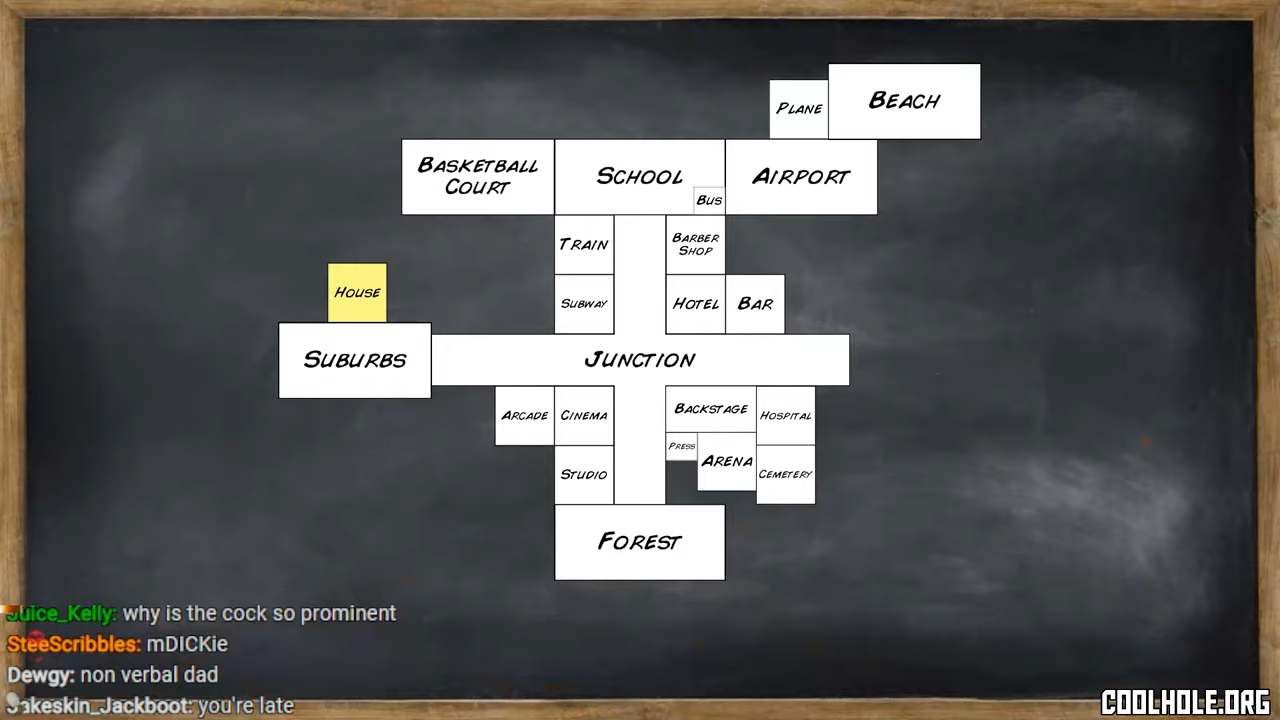 Beach
Plane
Basketball
Court
School
Airport
Bus
Train
Barber
Shop
House
Subway
Hotel
Bar
Suburbs
Junction
Arcade
Cinema
Backstage
Hospital
Press
Arena
Studio
Cemetery
Forest
Juice_Kelly: why is the cock so prominent
SteeScribbles: mDICKie
Dewgy: non verbal dad
Jakeskin_Jackboot: you're late
COOLHOLE.ORG